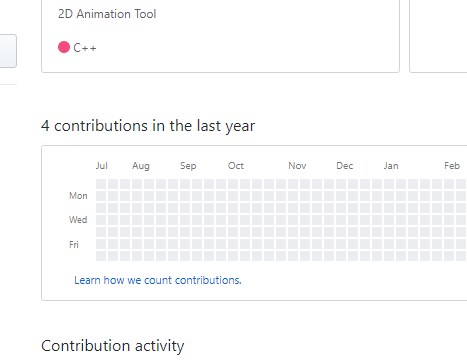 2D Animation Tool
C++
4 contributions in the last year
Jul Aug Sep Oct Nov Dec Jan Feb
Mon
Wed
Fri
Learn how we count contributions.
Contribution activity